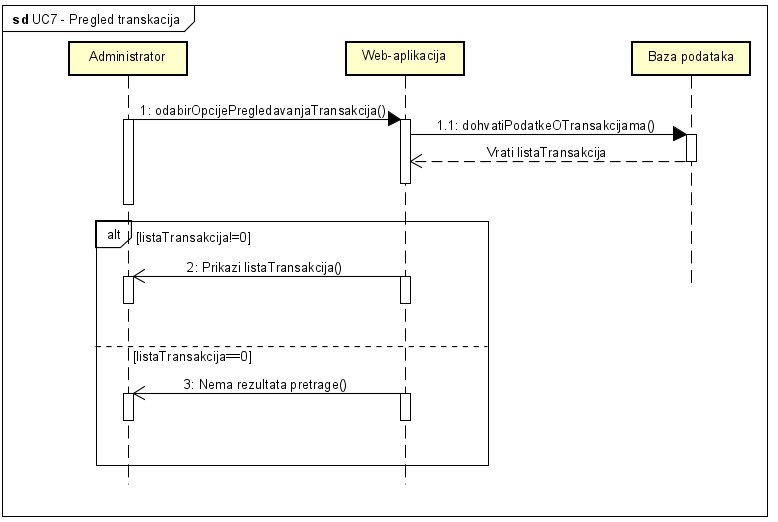 sd UC7 - Pregled transkacija
Administrator
Web-aplikacija
Baza podataka
1: odabirOpcijePregledavanjaTransakcija()
1.1: dohvatiPodatkeOTransakcijama()
Vrati listaTransakcija
alt
[listaTransakcija!=0]
2: Prikazi listaTransakcija()
[listaTransakcija==0]
3: Nema rezultata pretrage()